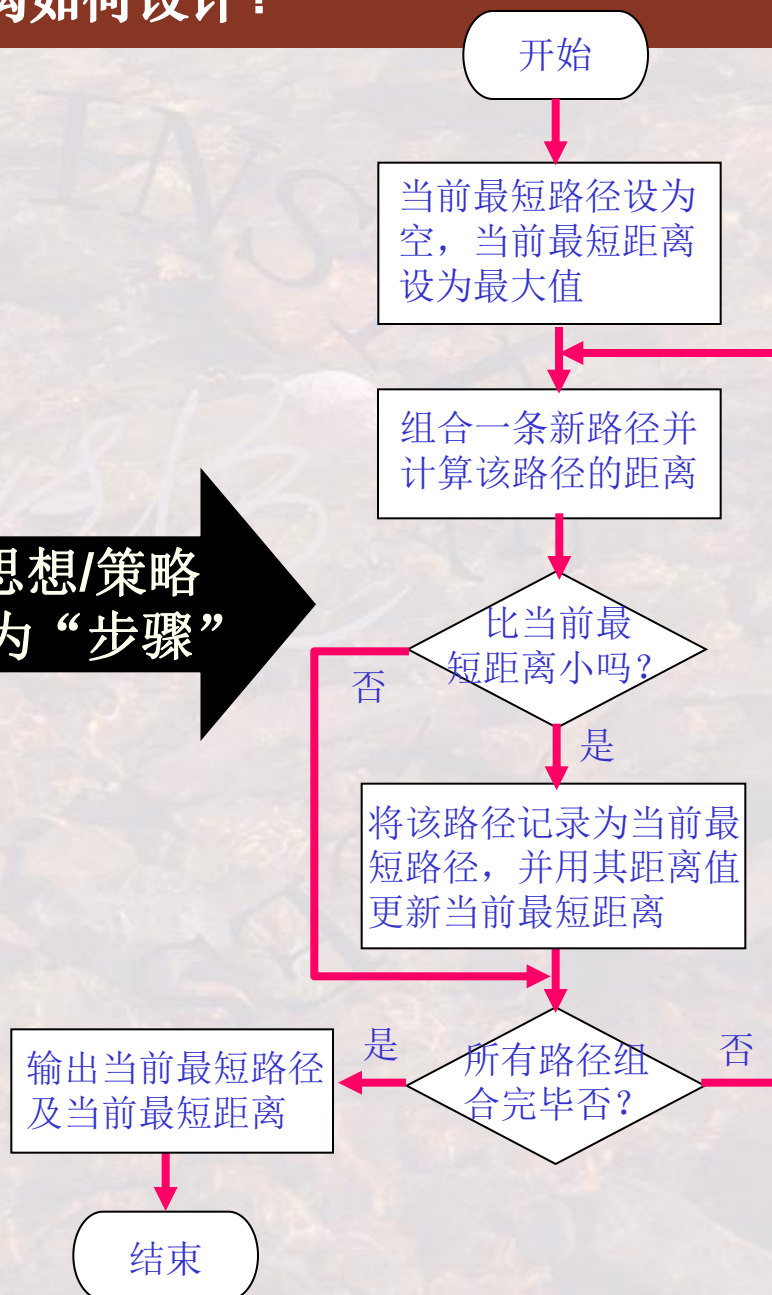 如何设计?
开始
当前最短路径设为
空，当前最短距离
设为最大值
组合一条新路径并
计算该路径的距离
思想/策略
为“步骤”
比当前最
短距离小吗？
否
是
将该路径记录为当前最
短路径，并用其距离值
更新当前最短距离
是
所有路径组
合完毕否？
否
输出当前最短路径
及当前最短距离
结束